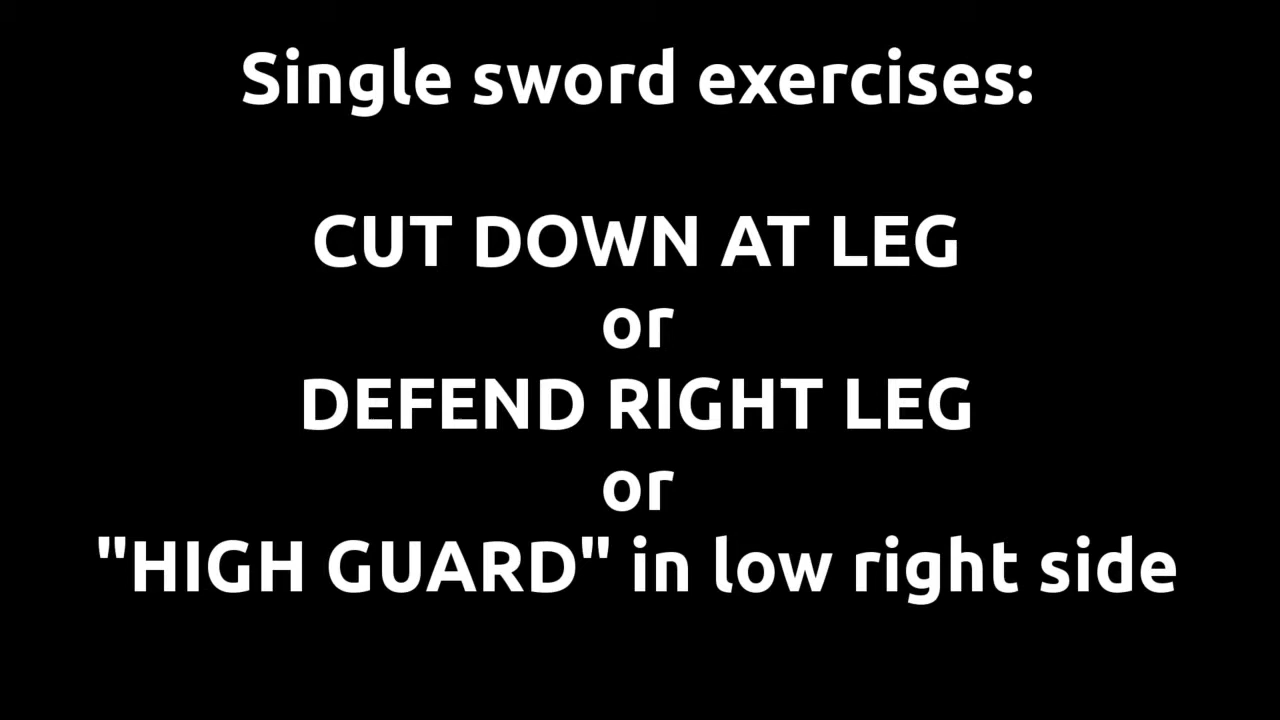 Single sword exercises:
CUT DOWN AT LEG
or
DEFEND RIGHT LEG
or
"HIGH GUARD" in low right side